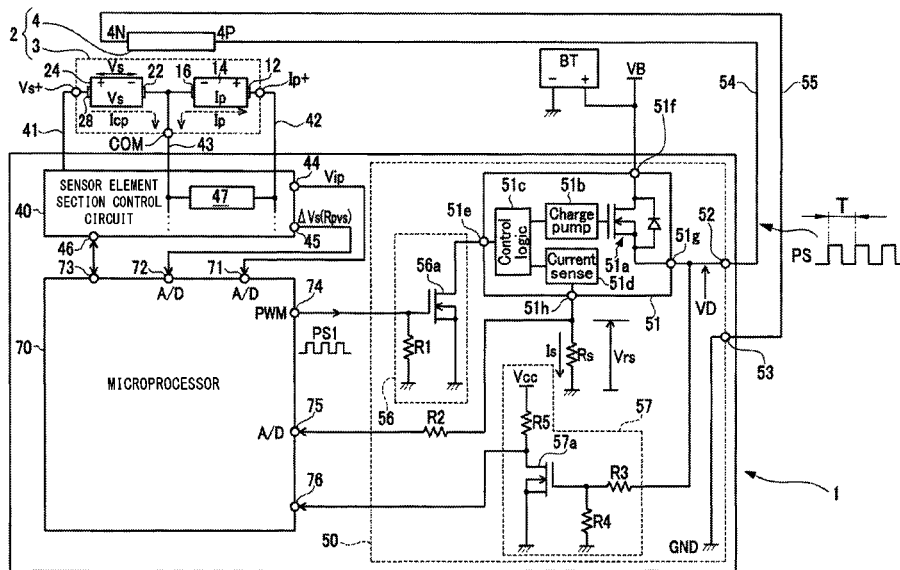 2
4
3
4N
4P
BT
VB
54
55
24
Vs
22
16
14
12
Ip+
Vs+
Vs
Ip
28
Icp
Ip
41
42
COM
43
44
Vip
SENSOR ELEMENT
SECTION CONTROL
CIRCUIT
47
40
46
ΔVs(Rpvs)
45
51f
51c
51b
51e
Control
logic
Charge
pump
51a
Current
sense
51d
51g
52
T
PS
51h
51
VD
53
73
72
71
A/D
A/D
74
PWM
PS1
56a
R1
56
Is
Rs
Vrs
70
MICROPROCESSOR
75
A/D
R2
Vcc
R5
57
57a
R3
R4
76
50
GND
1